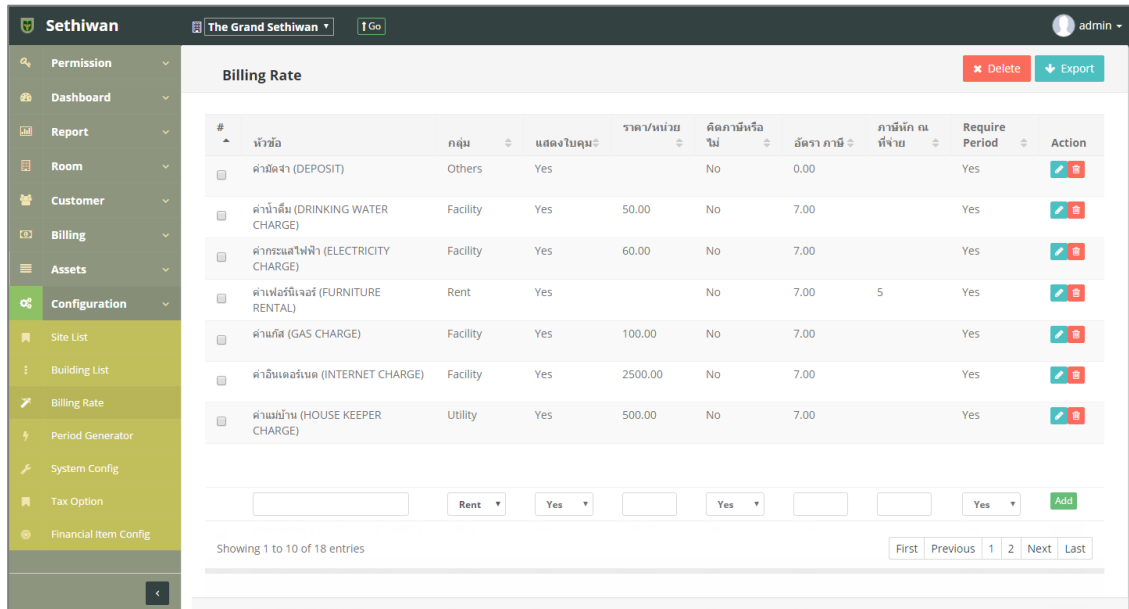 Sethiwan
The Grand Sethiwan
Go
admin
Permission
Dashboard
Report
Room
Customer
Billing
Assets
Configuration
Site List
Building List
Billing Rate
Period Generator
System Config
Tax Option
Financial Item Config
Billing Rate
Delete
Export
# หัวข้อ กลุ่ม แสดงใบคุม ราคา/หน่วย คิดภาษีหรือไม่ อัตรา ภาษี ภาษีหัก ณ ที่จ่าย Require Period Action
ค่ามัดจำ (DEPOSIT) Others Yes No 0.00 Yes
ค่าน้ำดื่ม (DRINKING WATER Facility Yes 50.00 No 7.00 Yes
CHARGE)
ค่ากระแสไฟฟ้า (ELECTRICITY Facility Yes 60.00 No 7.00 Yes
CHARGE)
ค่าเฟอร์นิเจอร์ (FURNITURE Rent Yes No 7.00 5 Yes
RENTAL)
ค่าแก๊ส (GAS CHARGE) Facility Yes 100.00 No 7.00 Yes
ค่าอินเตอร์เนต (INTERNET CHARGE) Facility Yes 2500.00 No 7.00 Yes
ค่าแม่บ้าน (HOUSE KEEPER Utility Yes 500.00 No 7.00 Yes
CHARGE)
Rent Yes Yes Yes Add
Showing 1 to 10 of 18 entries
First Previous 1 2 Next Last